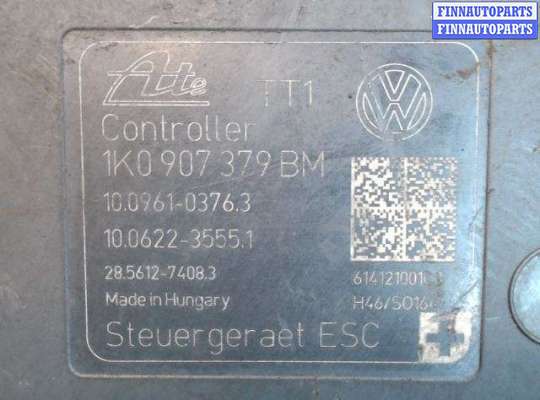 FINNAUTOPARTS
FINNAUTOPARTS
Ate TT1
Controller
1K0 907 379 BM
10.0961-0376.3
10.0622-3555.1
28.5612-7408.3
Made in Hungary
Steuergeraet ESC